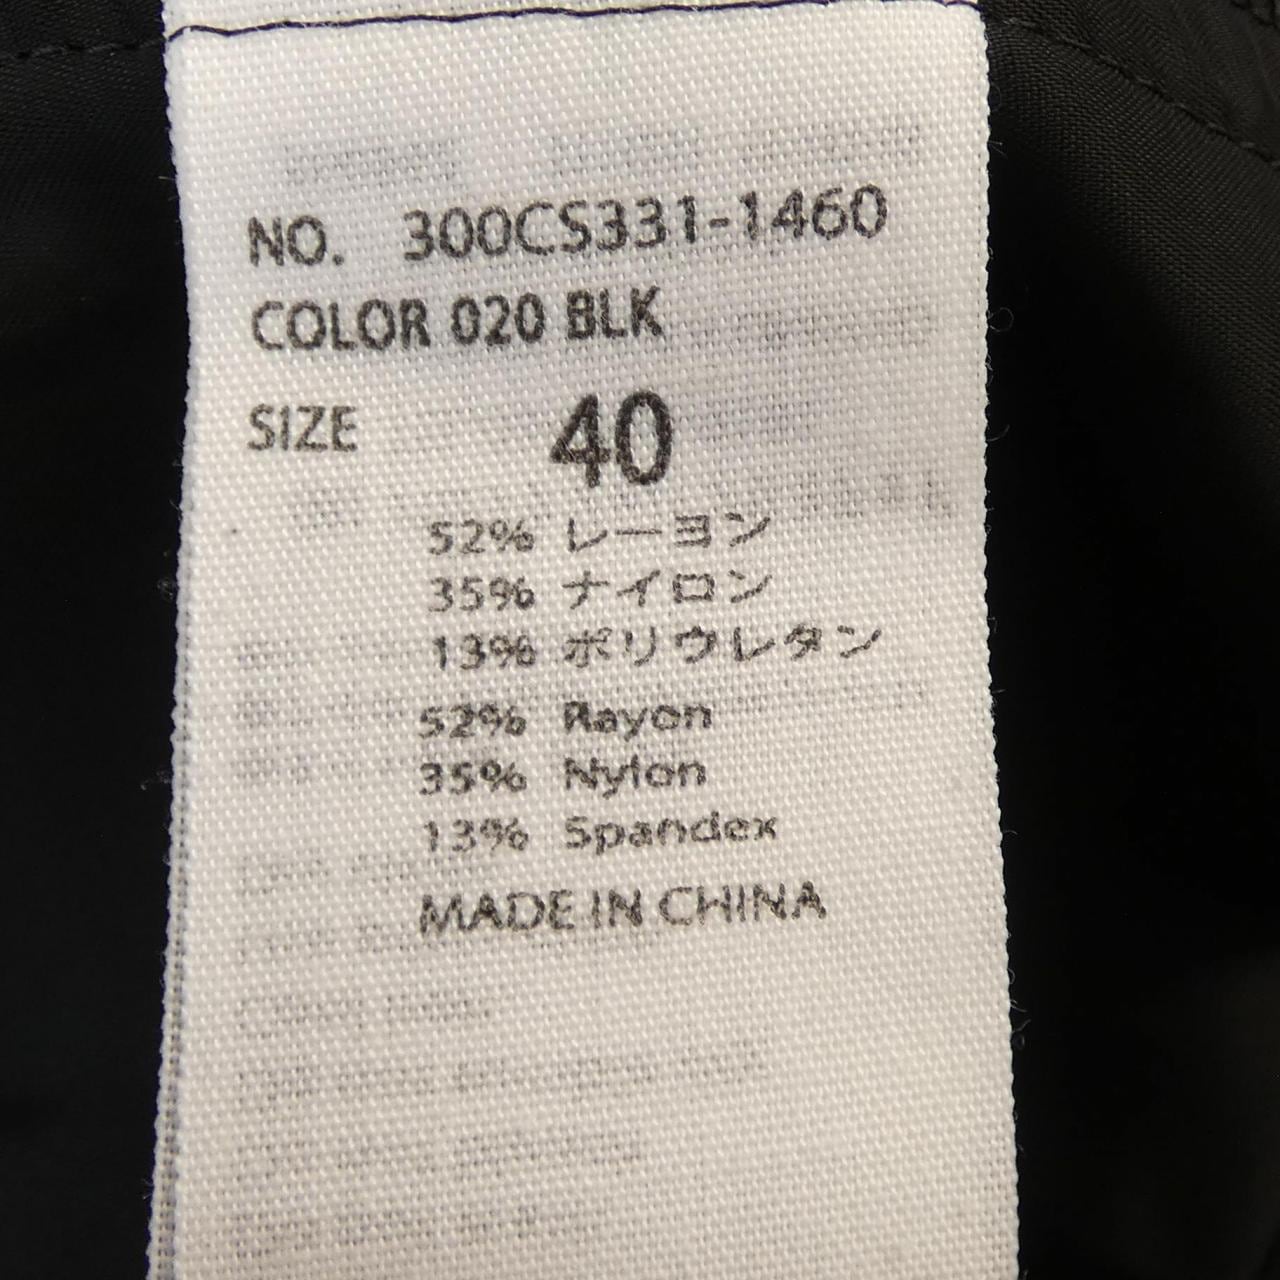 NO. 300CS331-1460
COLOR 020 BLK
SIZE 40
52% レーヨン
35% ナイロン
13% ポリウレタン
52% Rayon
35% Nylon
13% Spandex
MADE IN CHINA